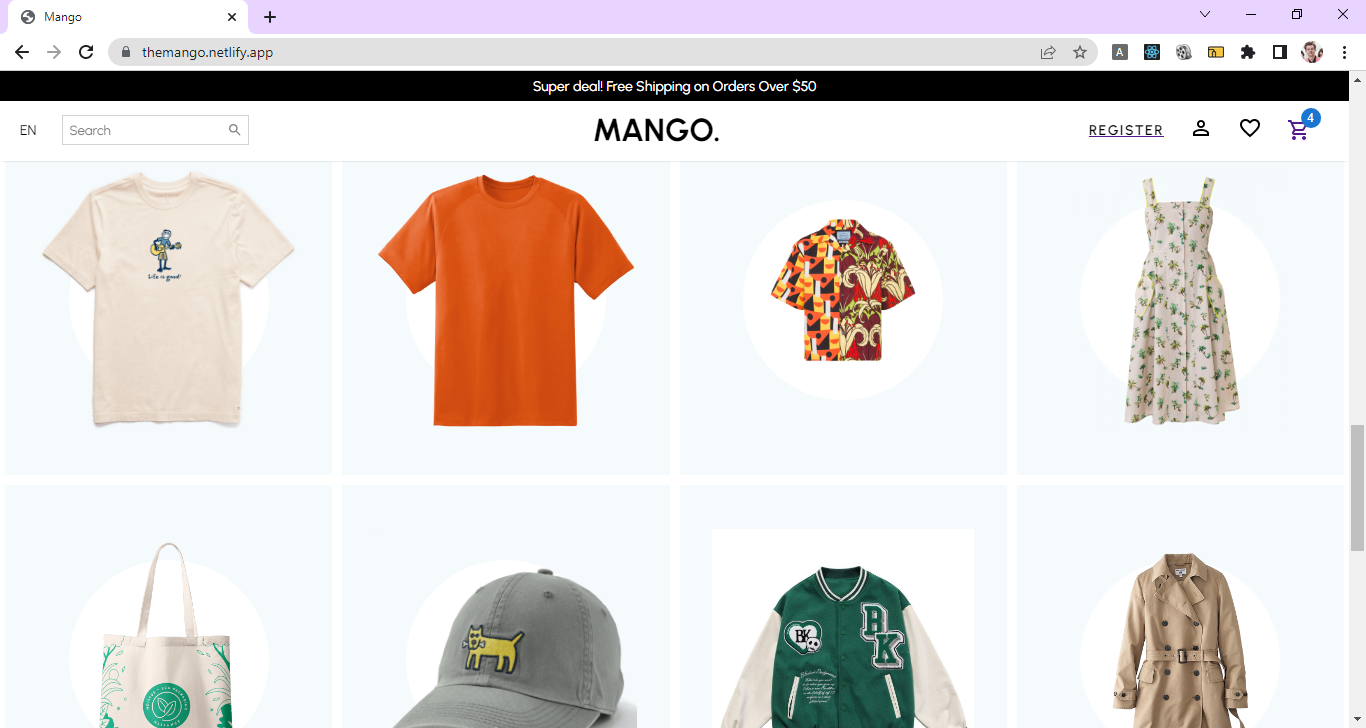 Mango
themango.netlify.app
A
Super deal! Free Shipping on Orders Over $50
EN
Search
MANGO.
REGISTER
4
Life is good!
BK
R
K